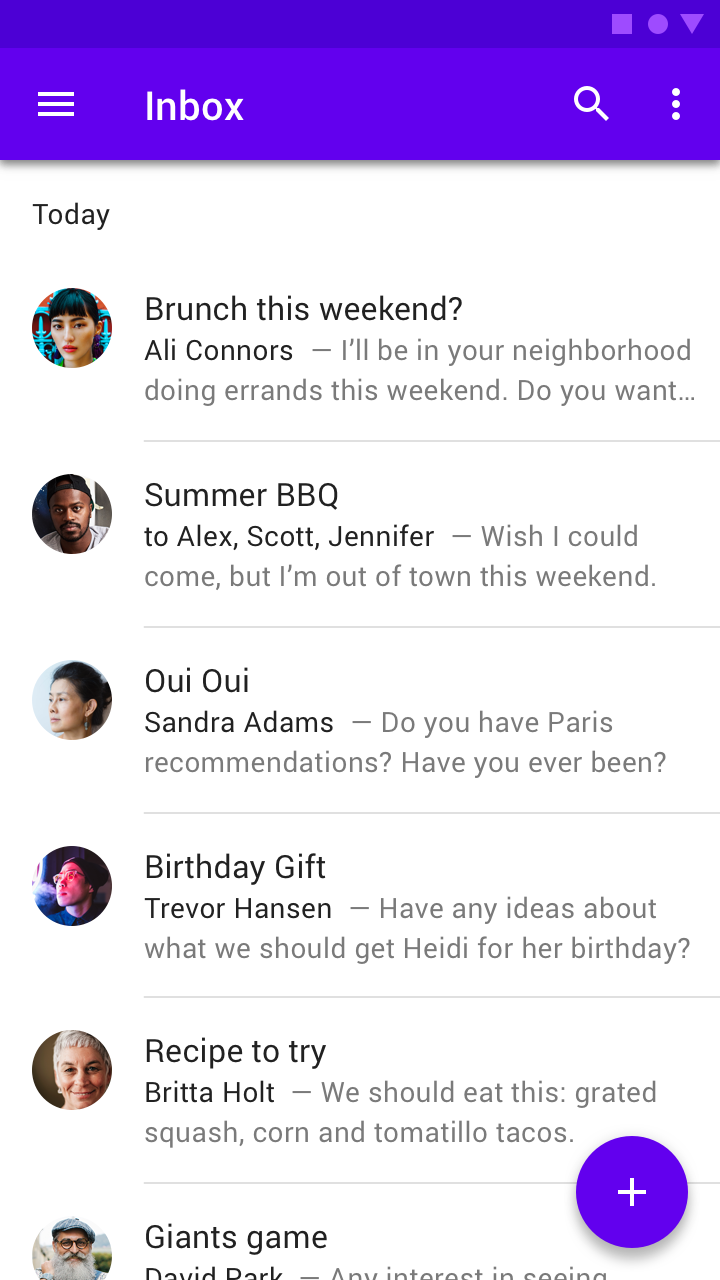 Inbox
Today
Brunch this weekend?
Ali Connors — I’ll be in your neighborhood
doing errands this weekend. Do you want…
Summer BBQ
to Alex, Scott, Jennifer — Wish I could
come, but I’m out of town this weekend.
Oui Oui
Sandra Adams — Do you have Paris
recommendations? Have you ever been?
Birthday Gift
Trevor Hansen — Have any ideas about
what we should get Heidi for her birthday?
Recipe to try
Britta Holt — We should eat this: grated
squash, corn and tomatillo tacos.
Giants game
David Park — Any interest in seeing